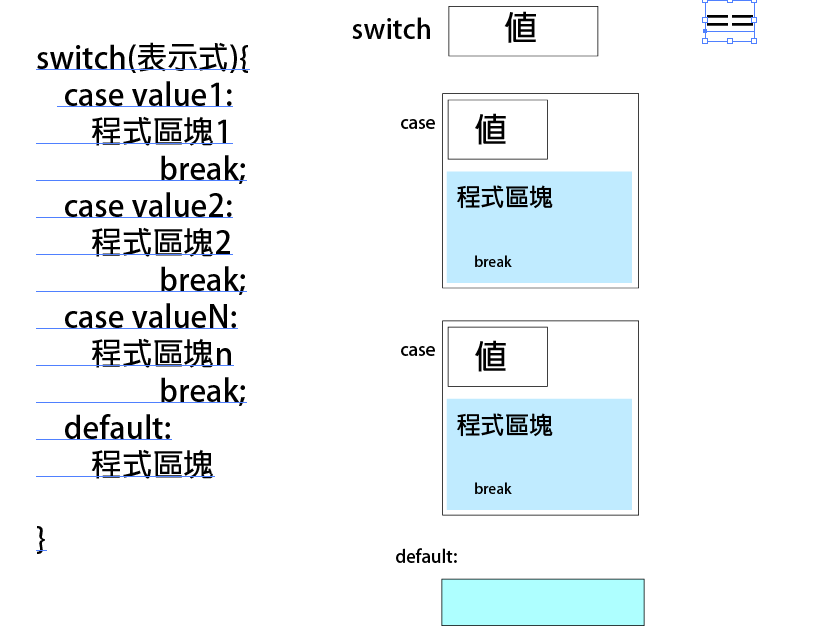 switch(表示式){
case value1:
程式區塊1
break;
case value2:
程式區塊2
break;
case valueN:
程式區塊n
break;
default:
程式區塊
}
switch 值
==
case 值
程式區塊
break
case 值
程式區塊
break
default: